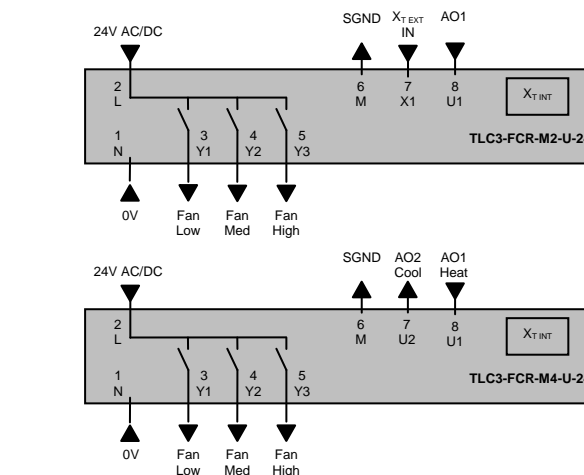 SGND XT EXT AO1
24V AC/DC IN
2 6 7 8
L M X1 U1 XT INT
1 3 4 5 TLC3-FCR-M2-U-2
N Y1 Y2 Y3
0V Fan Fan Fan
Low Med High
SGND AO2 AO1
24V AC/DC Cool Heat
2 6 7 8
L M U2 U1 XT INT
1 3 4 5 TLC3-FCR-M4-U-2
N Y1 Y2 Y3
0V Fan Fan Fan
Low Med High